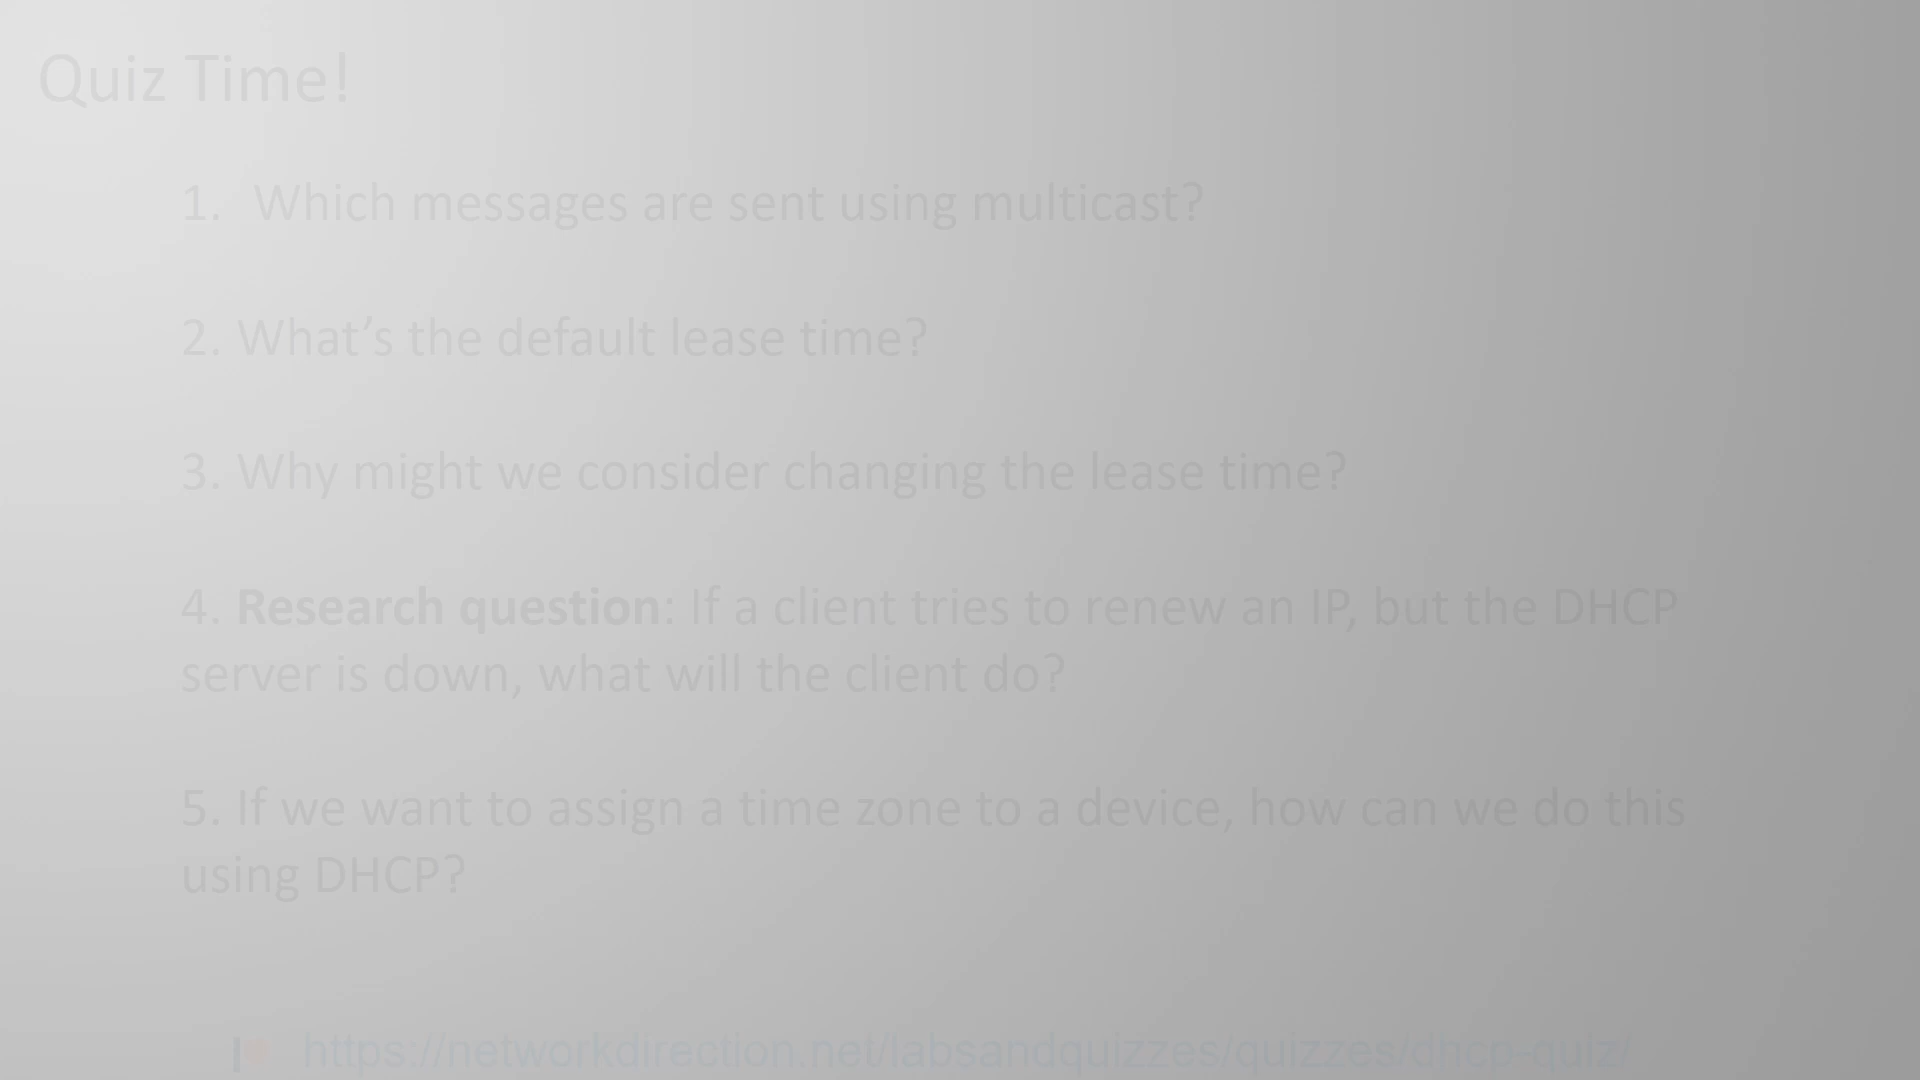 Quiz Time!
1. Which messages are sent using multicast?
2. What’s the default lease time?
3. Why might we consider changing the lease time?
4. Research question: If a client tries to renew an IP, but the DHCP
server is down, what will the client do?
5. If we want to assign a time zone to a device, how can we do this
using DHCP?
https://networkdirection.net/labsandquizzes/quizzes/dhcp-quiz/